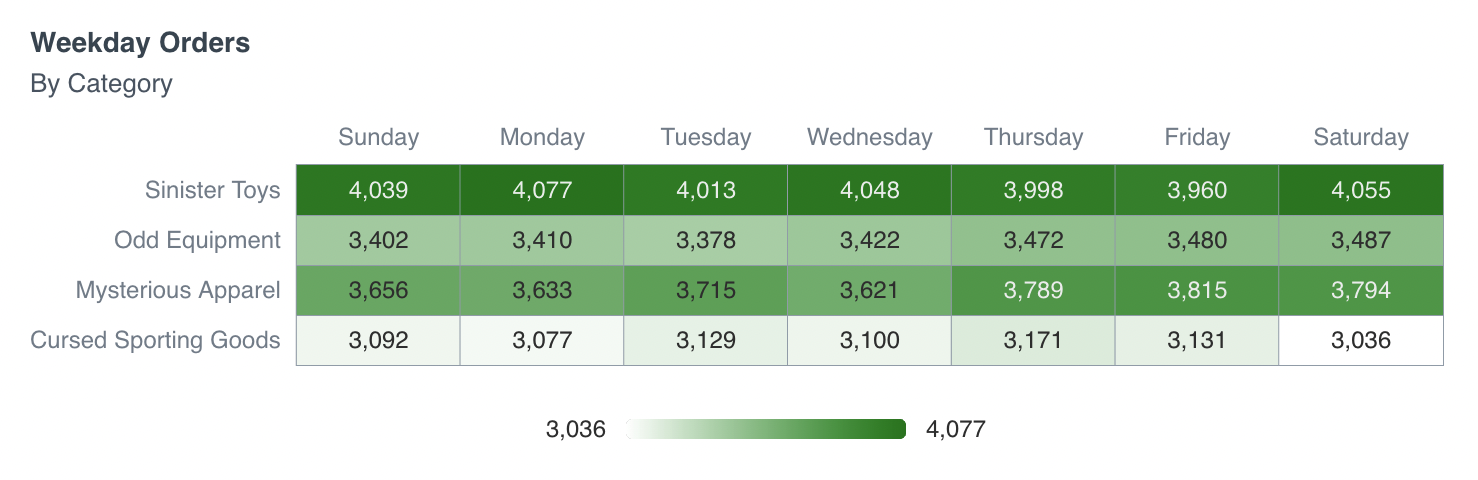 Weekday Orders
By Category
Sunday Monday Tuesday Wednesday Thursday Friday Saturday
Sinister Toys 4,039 4,077 4,013 4,048 3,998 3,960 4,055
Odd Equipment 3,402 3,410 3,378 3,422 3,472 3,480 3,487
Mysterious Apparel 3,656 3,633 3,715 3,621 3,789 3,815 3,794
Cursed Sporting Goods 3,092 3,077 3,129 3,100 3,171 3,131 3,036
3,036 4,077